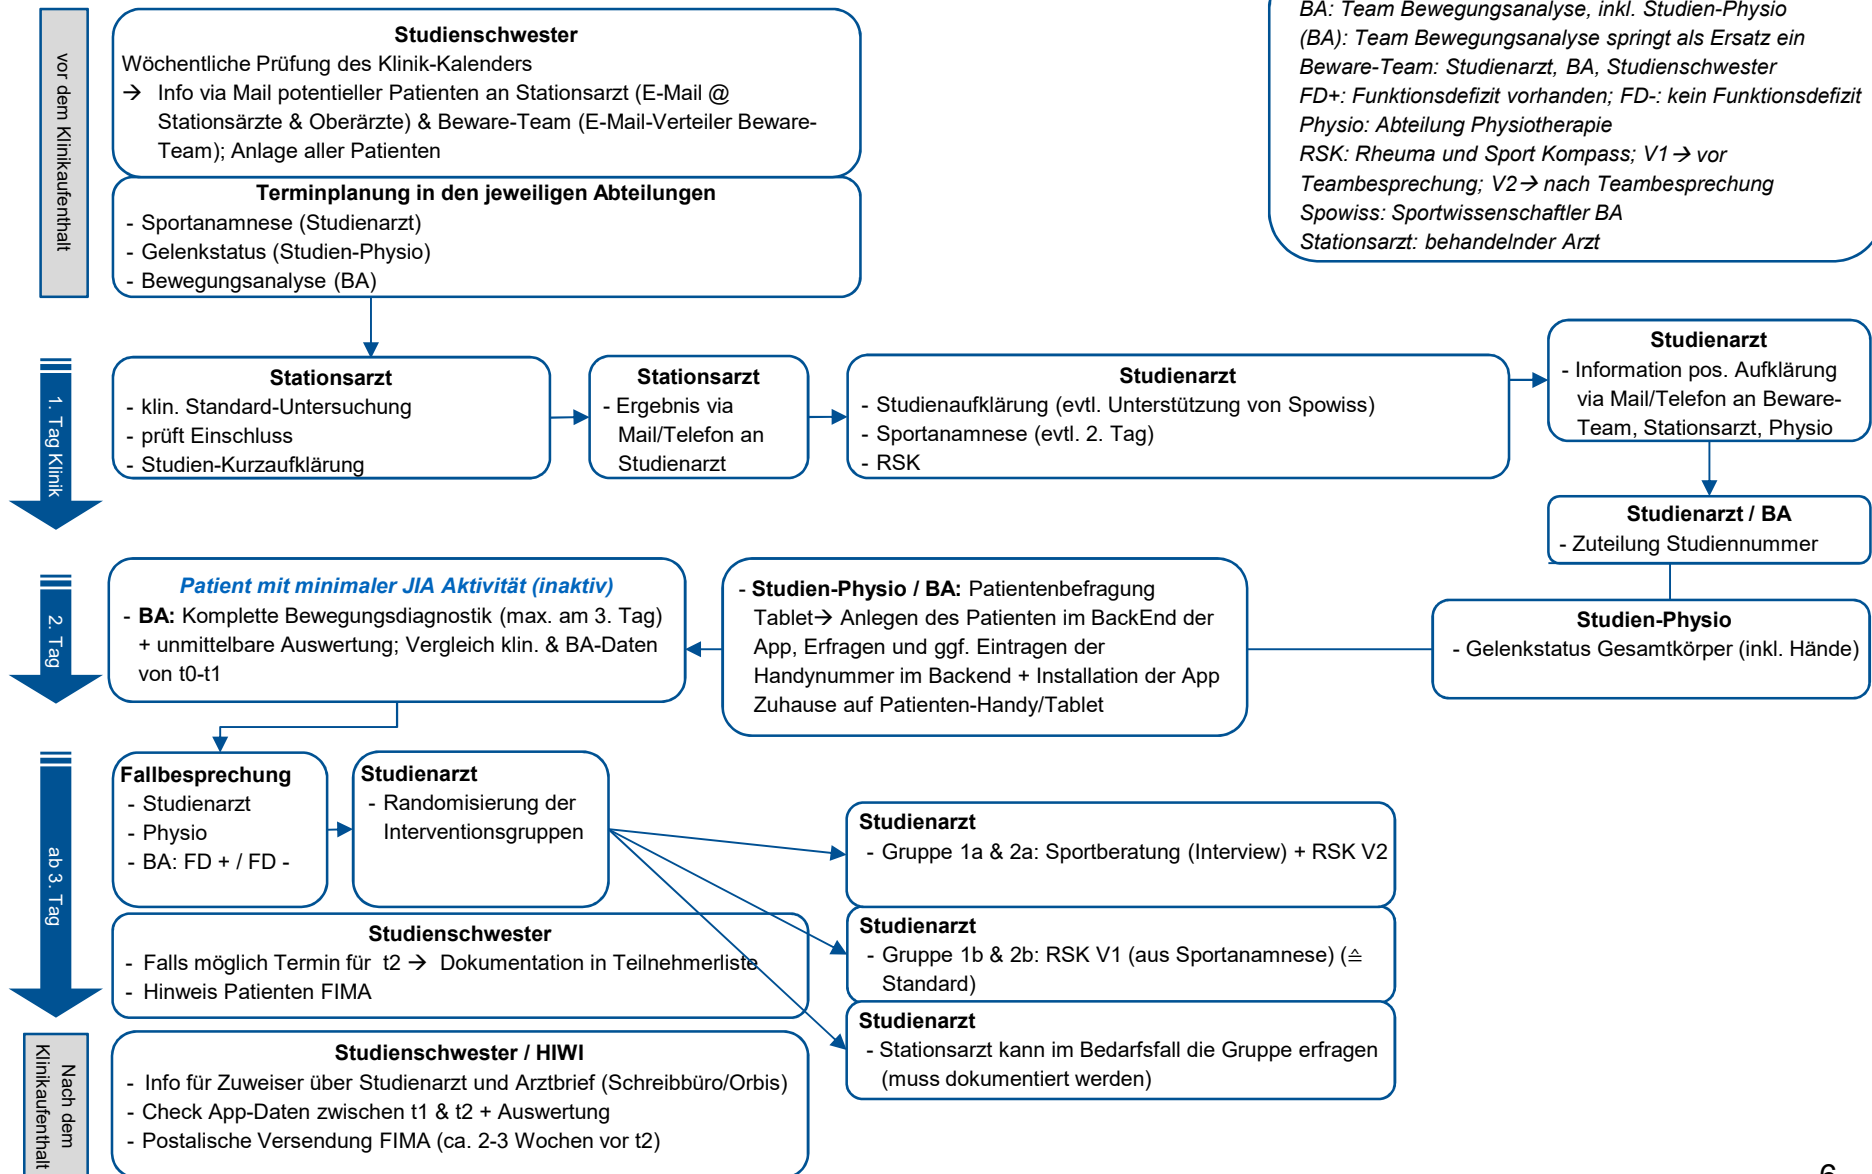 vor dem Klinikaufenthalt
Studienschwester
Wöchentliche Prüfung des Klinik-Kalenders
→ Info via Mail potentieller Patienten an Stationsarzt (E-Mail @
Stationsärzte & Oberärzte) & Beware-Team (E-Mail-Verteiler Beware-
Team); Anlage aller Patienten
Terminplanung in den jeweiligen Abteilungen
- Sportanamnese (Studienarzt)
- Gelenkstatus (Studien-Physio)
- Bewegungsanalyse (BA)
BA: Team Bewegungsanalyse, inkl. Studien-Physio
(BA): Team Bewegungsanalyse springt als Ersatz ein
Beware-Team: Studienarzt, BA, Studienschwester
FD+: Funktionsdefizit vorhanden; FD-: kein Funktionsdefizit
Physio: Abteilung Physiotherapie
RSK: Rheuma und Sport Kompass; V1→ vor
Teambesprechung; V2→ nach Teambesprechung
Spowiss: Sportwissenschaftler BA
Stationsarzt: behandelnder Arzt
1. Tag Klinik
Stationsarzt
- klin. Standard-Untersuchung
- prüft Einschluss
- Studien-Kurzaufklärung
Stationsarzt
- Ergebnis via
Mail/Telefon an
Studienarzt
Studienarzt
- Studienaufklärung (evtl. Unterstützung von Spowiss)
- Sportanamnese (evtl. 2. Tag)
- RSK
Studienarzt
- Information pos. Aufklärung
via Mail/Telefon an Beware-
Team, Stationsarzt, Physio
Studienarzt / BA
- Zuteilung Studiennummer
2. Tag
Patient mit minimaler JIA Aktivität (inaktiv)
- BA: Komplette Bewegungsdiagnostik (max. am 3. Tag)
+ unmittelbare Auswertung; Vergleich klin. & BA-Daten
von t0-t1
- Studien-Physio / BA: Patientenbefragung
Tablet→ Anlegen des Patienten im BackEnd der
App, Erfragen und ggf. Eintragen der
Handynummer im Backend + Installation der App
Zuhause auf Patienten-Handy/Tablet
Studien-Physio
- Gelenkstatus Gesamtkörper (inkl. Hände)
ab 3. Tag
Fallbesprechung
- Studienarzt
- Physio
- BA: FD + / FD -
Studienarzt
- Randomisierung der
Interventionsgruppen
Studienarzt
- Gruppe 1a & 2a: Sportberatung (Interview) + RSK V2
Studienarzt
- Gruppe 1b & 2b: RSK V1 (aus Sportanamnese) (≙
Standard)
Studienarzt
- Stationsarzt kann im Bedarfsfall die Gruppe erfragen
(muss dokumentiert werden)
Studienschwester
- Falls möglich Termin für t2 → Dokumentation in Teilnehmerliste
- Hinweis Patienten FIMA
Nach dem
Klinikaufenthalt
Studienschwester / HIWI
- Info für Zuweiser über Studienarzt und Arztbrief (Schreibbüro/Orbis)
- Check App-Daten zwischen t1 & t2 + Auswertung
- Postalische Versendung FIMA (ca. 2-3 Wochen vor t2)